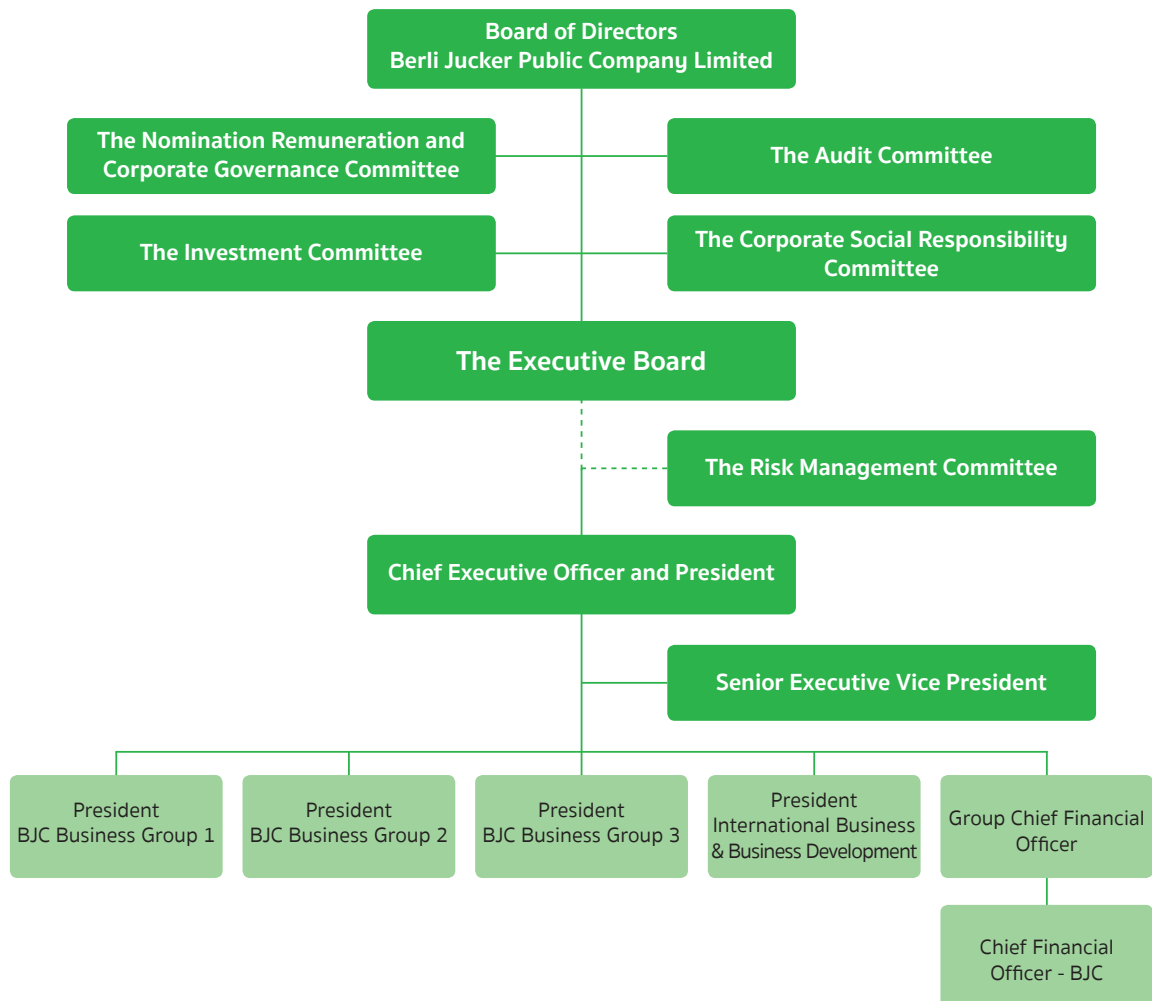 Board of Directors
Berli Jucker Public Company Limited
The Nomination Remuneration and
Corporate Governance Committee
The Audit Committee
The Investment Committee
The Corporate Social Responsibility
Committee
The Executive Board
The Risk Management Committee
Chief Executive Officer and President
Senior Executive Vice President
President
BJC Business Group 1
President
BJC Business Group 2
President
BJC Business Group 3
President
International Business
& Business Development
Group Chief Financial
Officer
Chief Financial
Officer - BJC